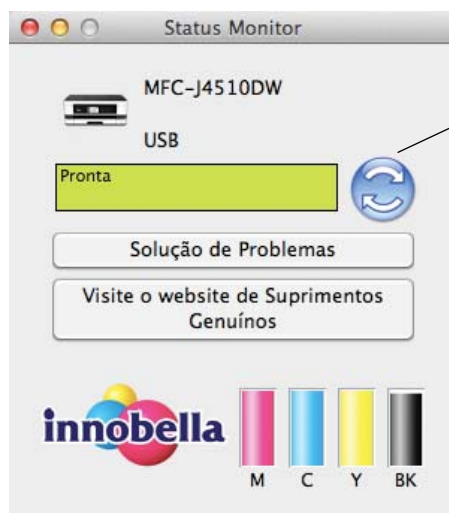 Status Monitor
MFC-J4510DW
USB
Pronta
Solução de Problemas
Visite o website de Suprimentos
Genuínos
innobella
M C Y BK